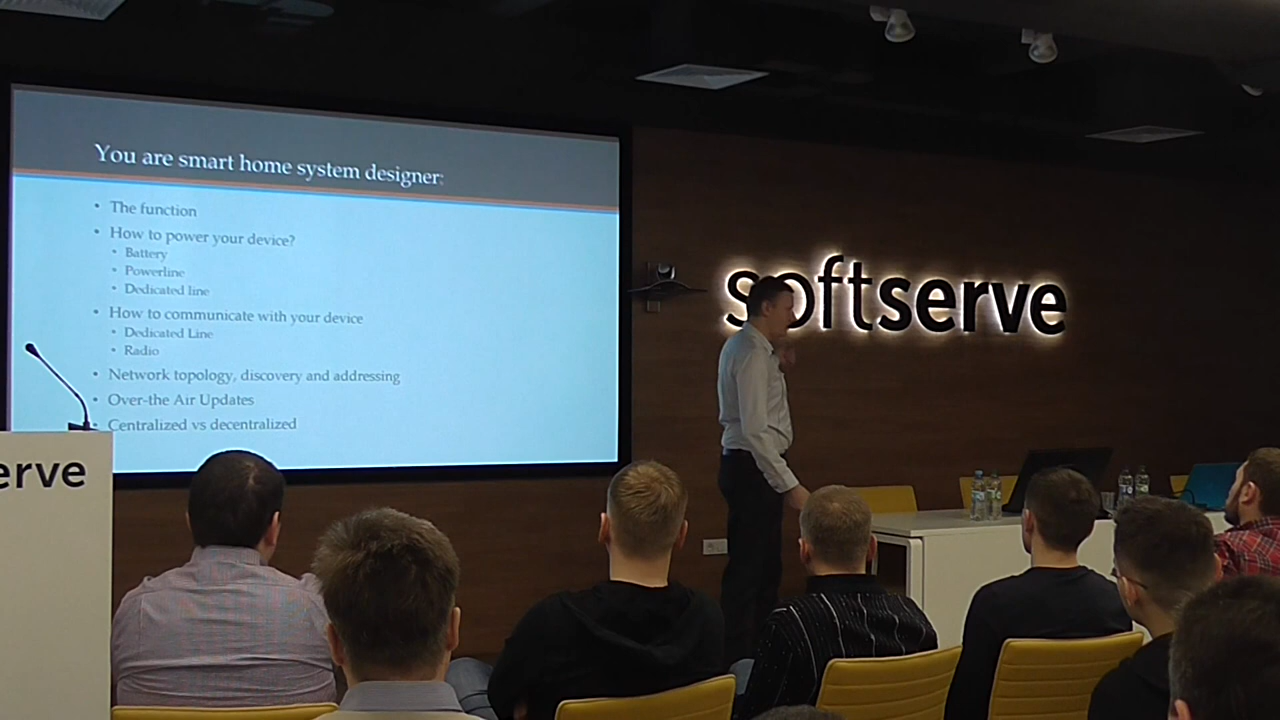 You are smart home system designer:
• The function
• How to power your device?
• Battery
• Powerline
• Dedicated line
• How to communicate with your device
• Dedicated Line
• Radio
• Network topology, discovery and addressing
• Over-the Air Updates
• Centralized vs decentralized
softserve
erve